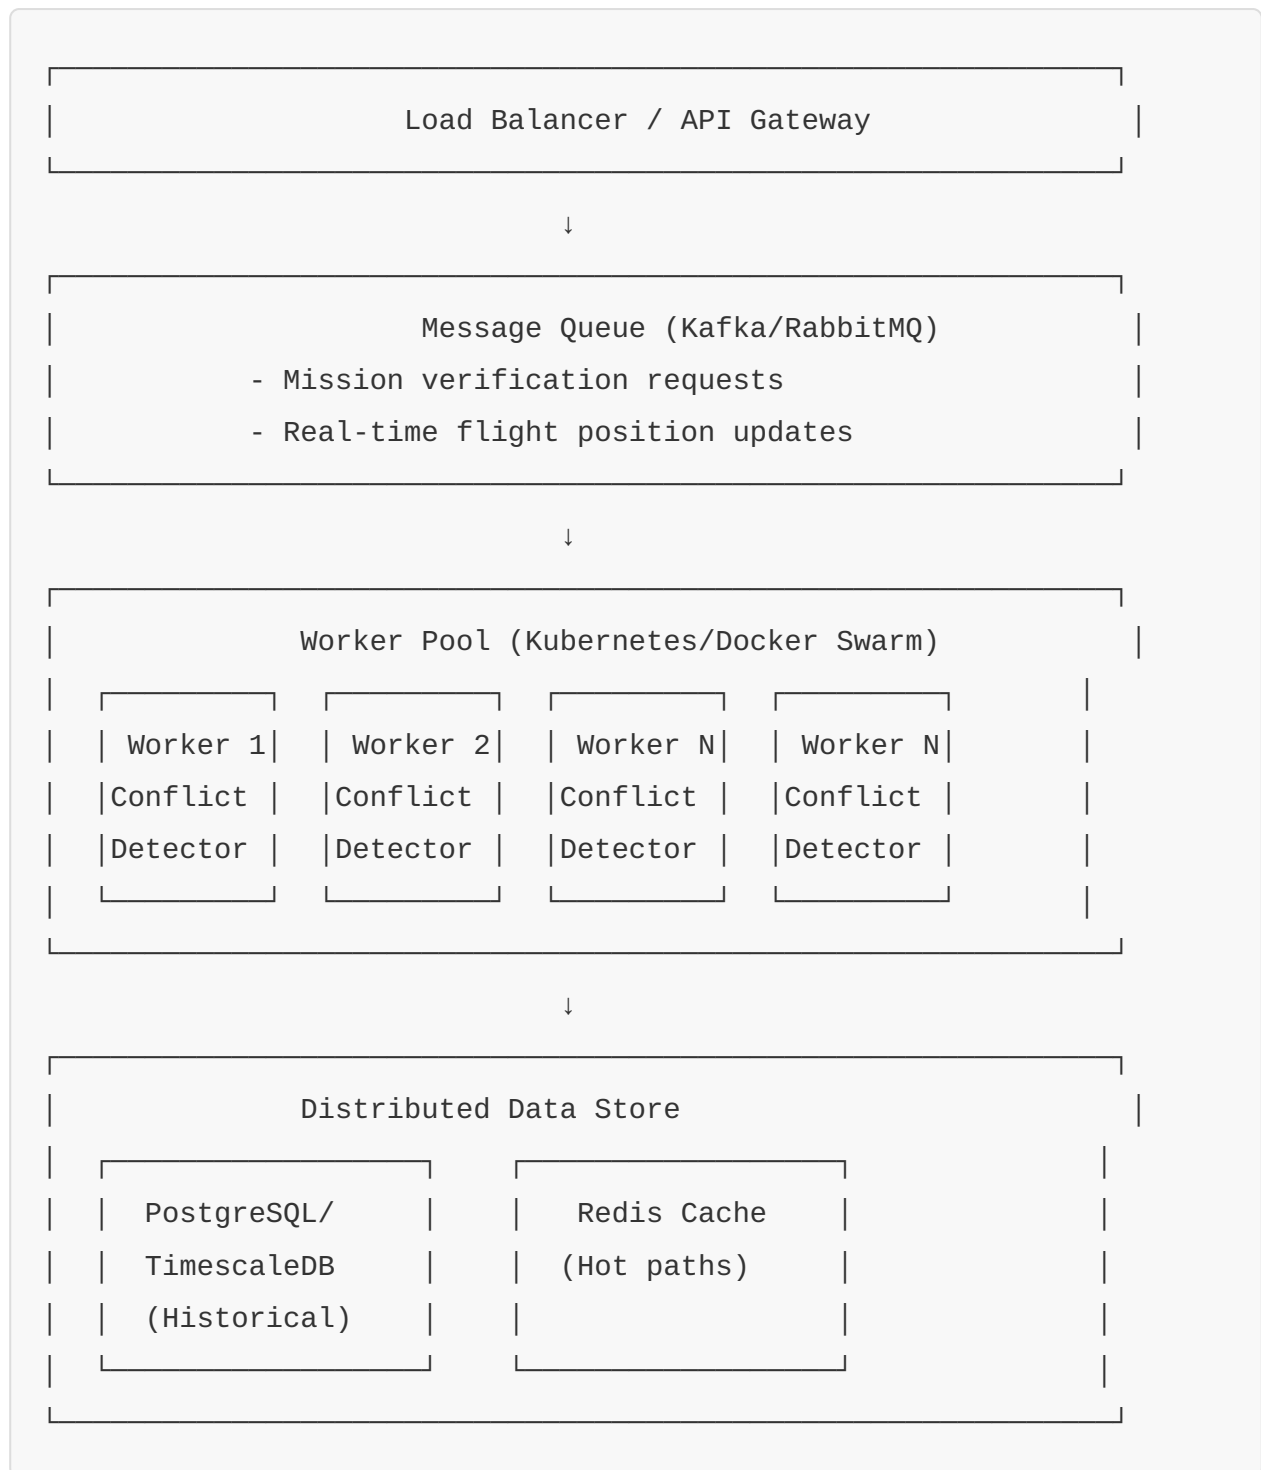 Load Balancer / API Gateway
↓
Message Queue (Kafka/RabbitMQ)
- Mission verification requests
- Real-time flight position updates
↓
Worker Pool (Kubernetes/Docker Swarm)
Worker 1 Worker 2 Worker N Worker N
Conflict Conflict Conflict Conflict
Detector Detector Detector Detector
↓
Distributed Data Store
PostgreSQL/ Redis Cache
TimescaleDB (Hot paths)
(Historical)